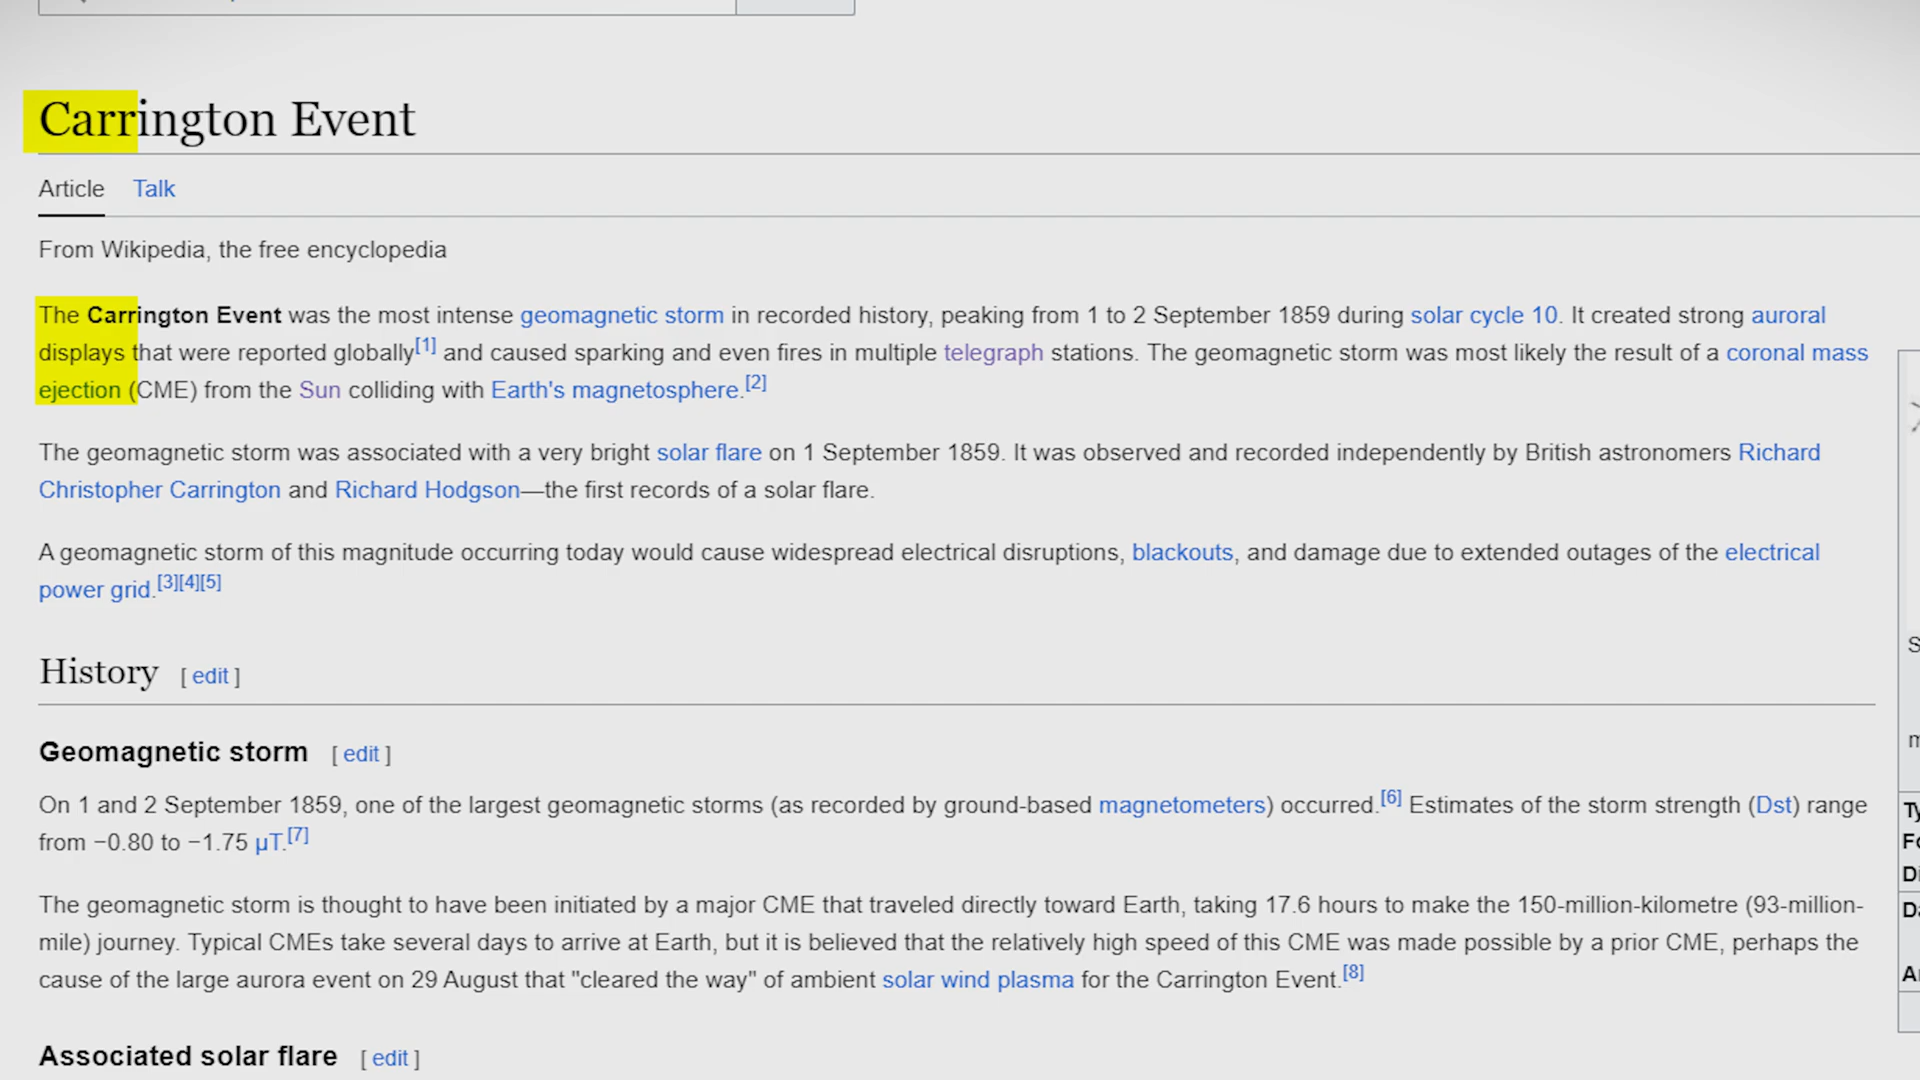 Carrington Event
Article Talk
From Wikipedia, the free encyclopedia
The Carrington Event was the most intense geomagnetic storm in recorded history, peaking from 1 to 2 September 1859 during solar cycle 10. It created strong auroral
displays that were reported globally[1] and caused sparking and even fires in multiple telegraph stations. The geomagnetic storm was most likely the result of a coronal mass
ejection (CME) from the Sun colliding with Earth's magnetosphere.[2]
The geomagnetic storm was associated with a very bright solar flare on 1 September 1859. It was observed and recorded independently by British astronomers Richard
Christopher Carrington and Richard Hodgson—the first records of a solar flare.
A geomagnetic storm of this magnitude occurring today would cause widespread electrical disruptions, blackouts, and damage due to extended outages of the electrical
power grid.[3][4][5]
History [ edit ]
Geomagnetic storm [ edit ]
On 1 and 2 September 1859, one of the largest geomagnetic storms (as recorded by ground-based magnetometers) occurred.[6] Estimates of the storm strength (Dst) range
from −0.80 to −1.75 μT.[7]
The geomagnetic storm is thought to have been initiated by a major CME that traveled directly toward Earth, taking 17.6 hours to make the 150-million-kilometre (93-million-
mile) journey. Typical CMEs take several days to arrive at Earth, but it is believed that the relatively high speed of this CME was made possible by a prior CME, perhaps the
cause of the large aurora event on 29 August that "cleared the way" of ambient solar wind plasma for the Carrington Event.[8]
Associated solar flare [ edit ]